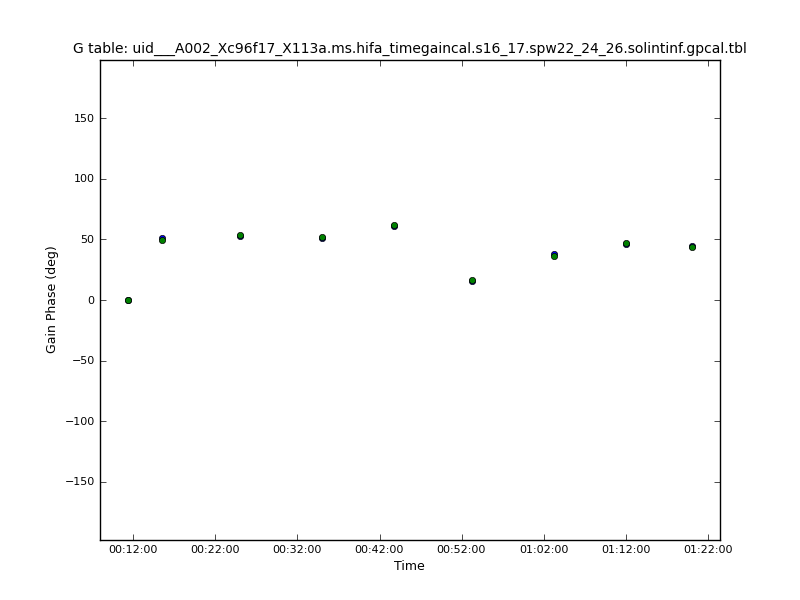 G table: uid___A002_Xc96f17_X113a.ms.hifa_timegaincal.s16_17.spw22_24_26.solintinf.gpcal.tbl
150
100
50
0
−50
−100
−150
Gain Phase (deg)
00:12:00 00:22:00 00:32:00 00:42:00 00:52:00 01:02:00 01:12:00 01:22:00
Time